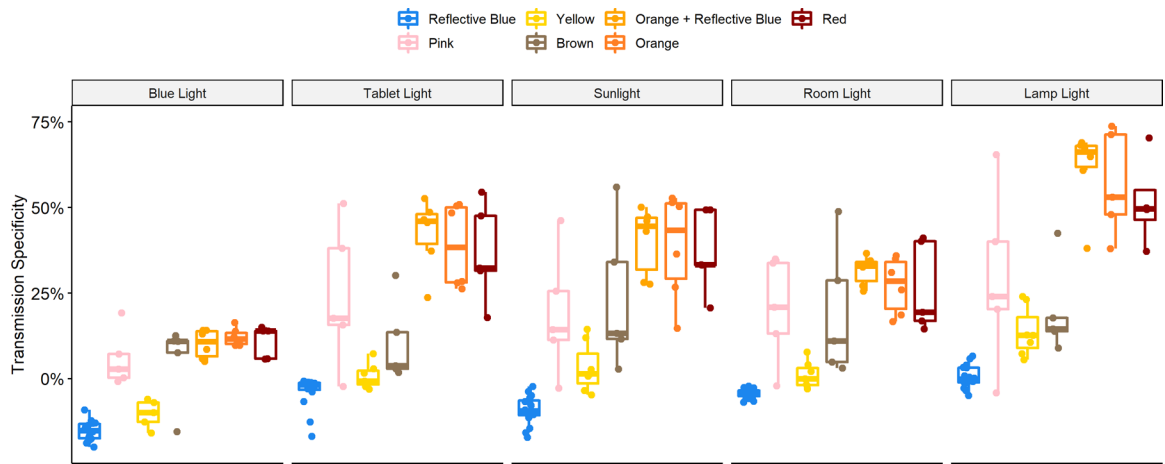 Reflective Blue Yellow Orange + Reflective Blue Red
Pink Brown Orange
Blue Light Tablet Light Sunlight Room Light Lamp Light
Transmission Specificity
75%
50%
25%
0%